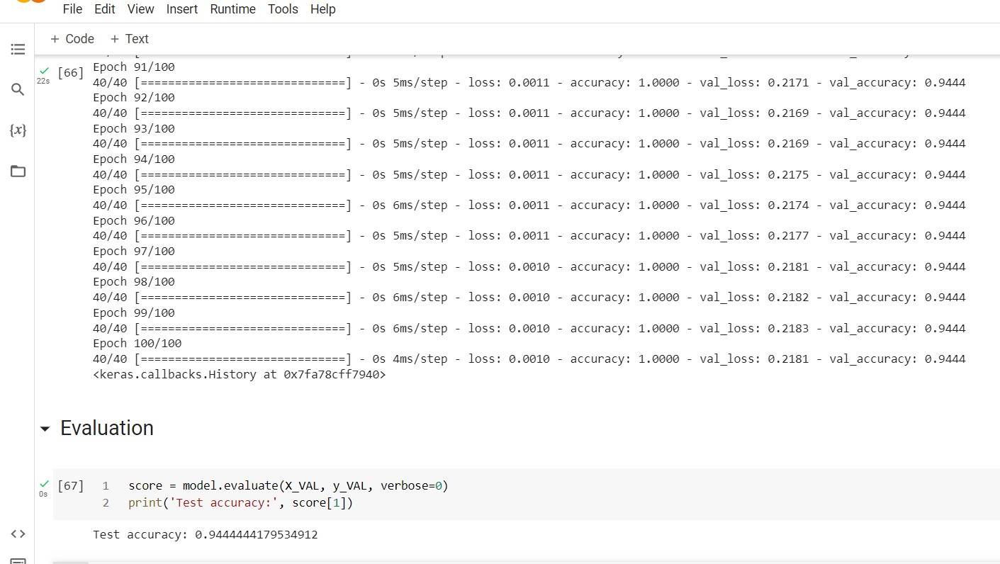 File Edit View Insert Runtime Tools Help
+ Code + Text
[66] Epoch 91/100
22s 40/40 [==============================] - 0s 5ms/step - loss: 0.0011 - accuracy: 1.0000 - val_loss: 0.2171 - val_accuracy: 0.9444
Epoch 92/100
40/40 [==============================] - 0s 5ms/step - loss: 0.0011 - accuracy: 1.0000 - val_loss: 0.2169 - val_accuracy: 0.9444
Epoch 93/100
40/40 [==============================] - 0s 5ms/step - loss: 0.0011 - accuracy: 1.0000 - val_loss: 0.2169 - val_accuracy: 0.9444
Epoch 94/100
40/40 [==============================] - 0s 5ms/step - loss: 0.0011 - accuracy: 1.0000 - val_loss: 0.2175 - val_accuracy: 0.9444
Epoch 95/100
40/40 [==============================] - 0s 6ms/step - loss: 0.0011 - accuracy: 1.0000 - val_loss: 0.2174 - val_accuracy: 0.9444
Epoch 96/100
40/40 [==============================] - 0s 5ms/step - loss: 0.0011 - accuracy: 1.0000 - val_loss: 0.2177 - val_accuracy: 0.9444
Epoch 97/100
40/40 [==============================] - 0s 5ms/step - loss: 0.0010 - accuracy: 1.0000 - val_loss: 0.2181 - val_accuracy: 0.9444
Epoch 98/100
40/40 [==============================] - 0s 6ms/step - loss: 0.0010 - accuracy: 1.0000 - val_loss: 0.2182 - val_accuracy: 0.9444
Epoch 99/100
40/40 [==============================] - 0s 6ms/step - loss: 0.0010 - accuracy: 1.0000 - val_loss: 0.2183 - val_accuracy: 0.9444
Epoch 100/100
40/40 [==============================] - 0s 4ms/step - loss: 0.0010 - accuracy: 1.0000 - val_loss: 0.2181 - val_accuracy: 0.9444
<keras.callbacks.History at 0x7fa78cff7940>
Evaluation
[67] 1 score = model.evaluate(X_VAL, y_VAL, verbose=0)
0s 2 print('Test accuracy:', score[1])
Test accuracy: 0.9444444179534912